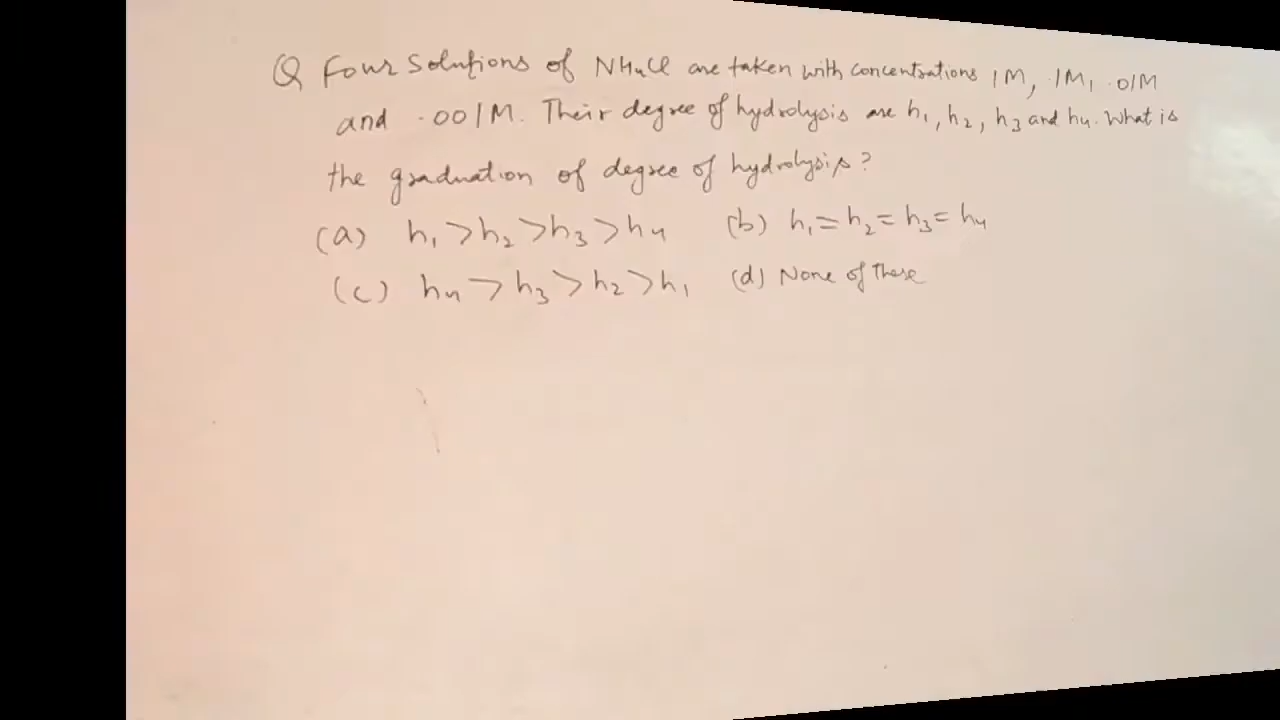 Q Four Solutions of NH₄Cl are taken with concentrations 1M, .1M, .01M
and .001M. Their degree of hydrolysis are h₁, h₂, h₃ and h₄. What is
the graduation of degree of hydrolysis?
(a) h₁ > h₂ > h₃ > h₄ (b) h₁ = h₂ = h₃ = h₄
(c) h₄ > h₃ > h₂ > h₁ (d) None of these